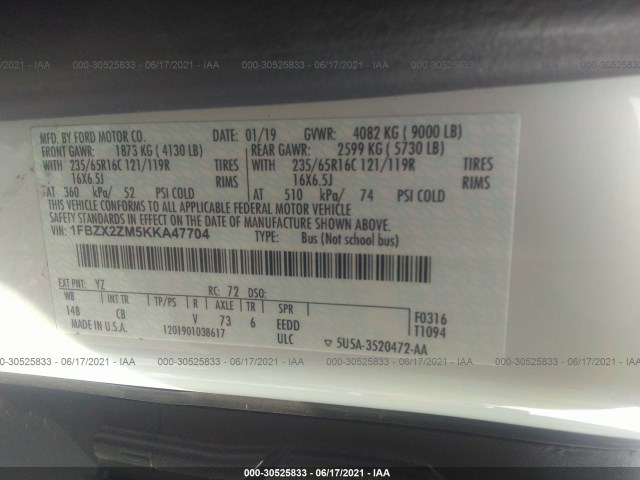 000-30525833 - 06/17/2021 - IAA 000-30525833 - 06/17/2021 - IAA 000-30525833 - 06/17/2021 - IAA
MFD. BY FORD MOTOR CO. DATE: 01/19 GVWR: 4082 KG ( 9000 LB)
FRONT GAWR: 1873 KG ( 4130 LB) REAR GAWR: 2599 KG ( 5730 LB)
WITH 235/65R16C 121/119R TIRES WITH 235/65R16C 121/119R TIRES
16X6.5J RIMS 16X6.5J RIMS
AT 360 kPa/ 52 PSI COLD AT 510 kPa/ 74 PSI COLD
THIS VEHICLE CONFORMS TO ALL APPLICABLE FEDERAL MOTOR VEHICLE
SAFETY STANDARDS IN EFFECT ON THE DATE OF MANUFACTURE SHOWN ABOVE.
VIN: 1FBZX2ZM5KKA47704 TYPE: Bus (Not school bus)
EXT PNT: YZ RC: 72 DSO:
WB INT TR TP/PS R AXLE TR SPR F0316
148 CB V 73 6 EEDD T1094
MADE IN U.S.A. 1201901038617 ULC ▽ 5U5A-3520472-AA
000-30525833 - 06/17/2021 - IAA 000-30525833 - 06/17/2021 - IAA 000-30525833 - 06/17/2021 - IAA
000-30525833 - 06/17/2021 - IAA